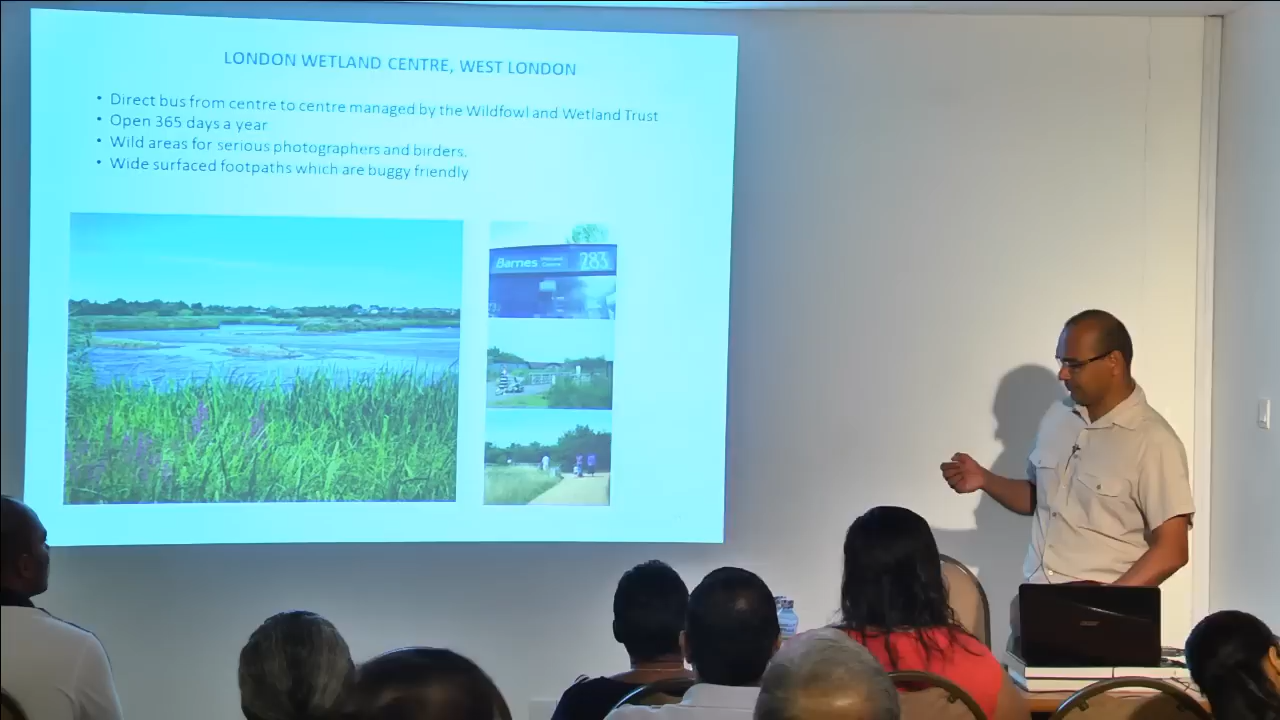 LONDON WETLAND CENTRE, WEST LONDON
• Direct bus from centre to centre managed by the Wildfowl and Wetland Trust
• Open 365 days a year
• Wild areas for serious photographers and birders.
• Wide surfaced footpaths which are buggy friendly
Barnes
283